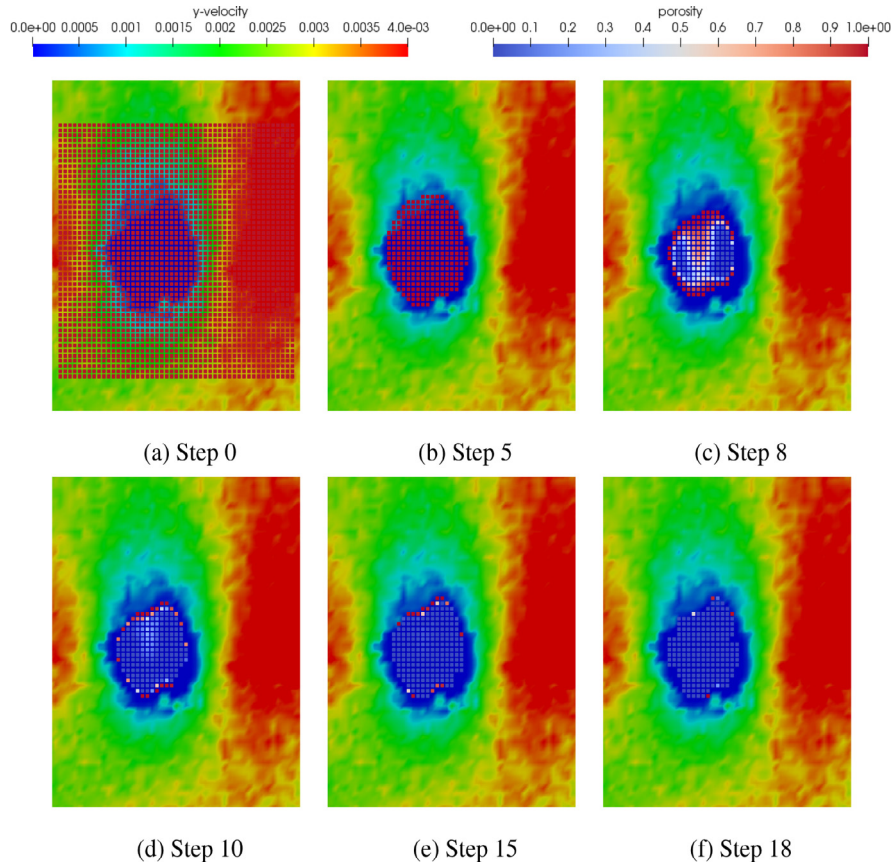 y-velocity
0.0e+00 0.0005 0.001 0.0015 0.002 0.0025 0.003 0.0035 4.0e-03
porosity
0.0e+00 0.1 0.2 0.3 0.4 0.5 0.6 0.7 0.8 0.9 1.0e+00
(a) Step 0
(b) Step 5
(c) Step 8
(d) Step 10
(e) Step 15
(f) Step 18